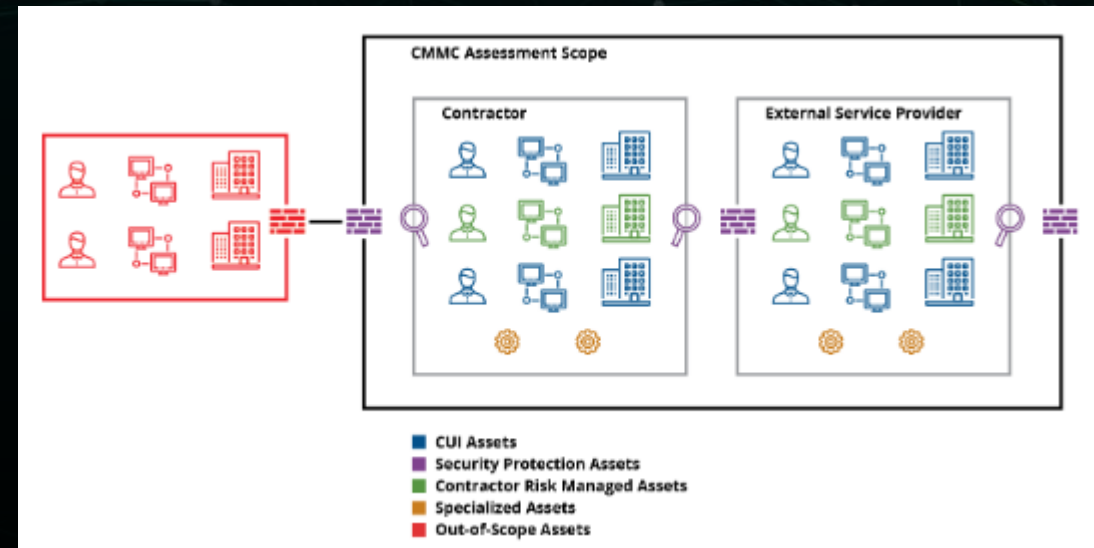 CMMC Assessment Scope
Contractor
External Service Provider
CUI Assets
Security Protection Assets
Contractor Risk Managed Assets
Specialized Assets
Out-of-Scope Assets